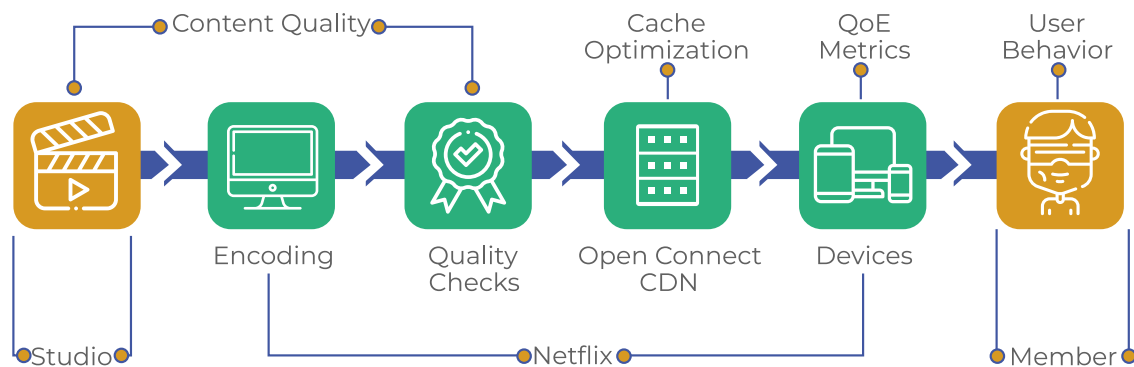 Content Quality
Cache
Optimization
QoE
Metrics
User
Behavior
Encoding
Quality
Checks
Open Connect
CDN
Devices
Studio
Netflix
Member